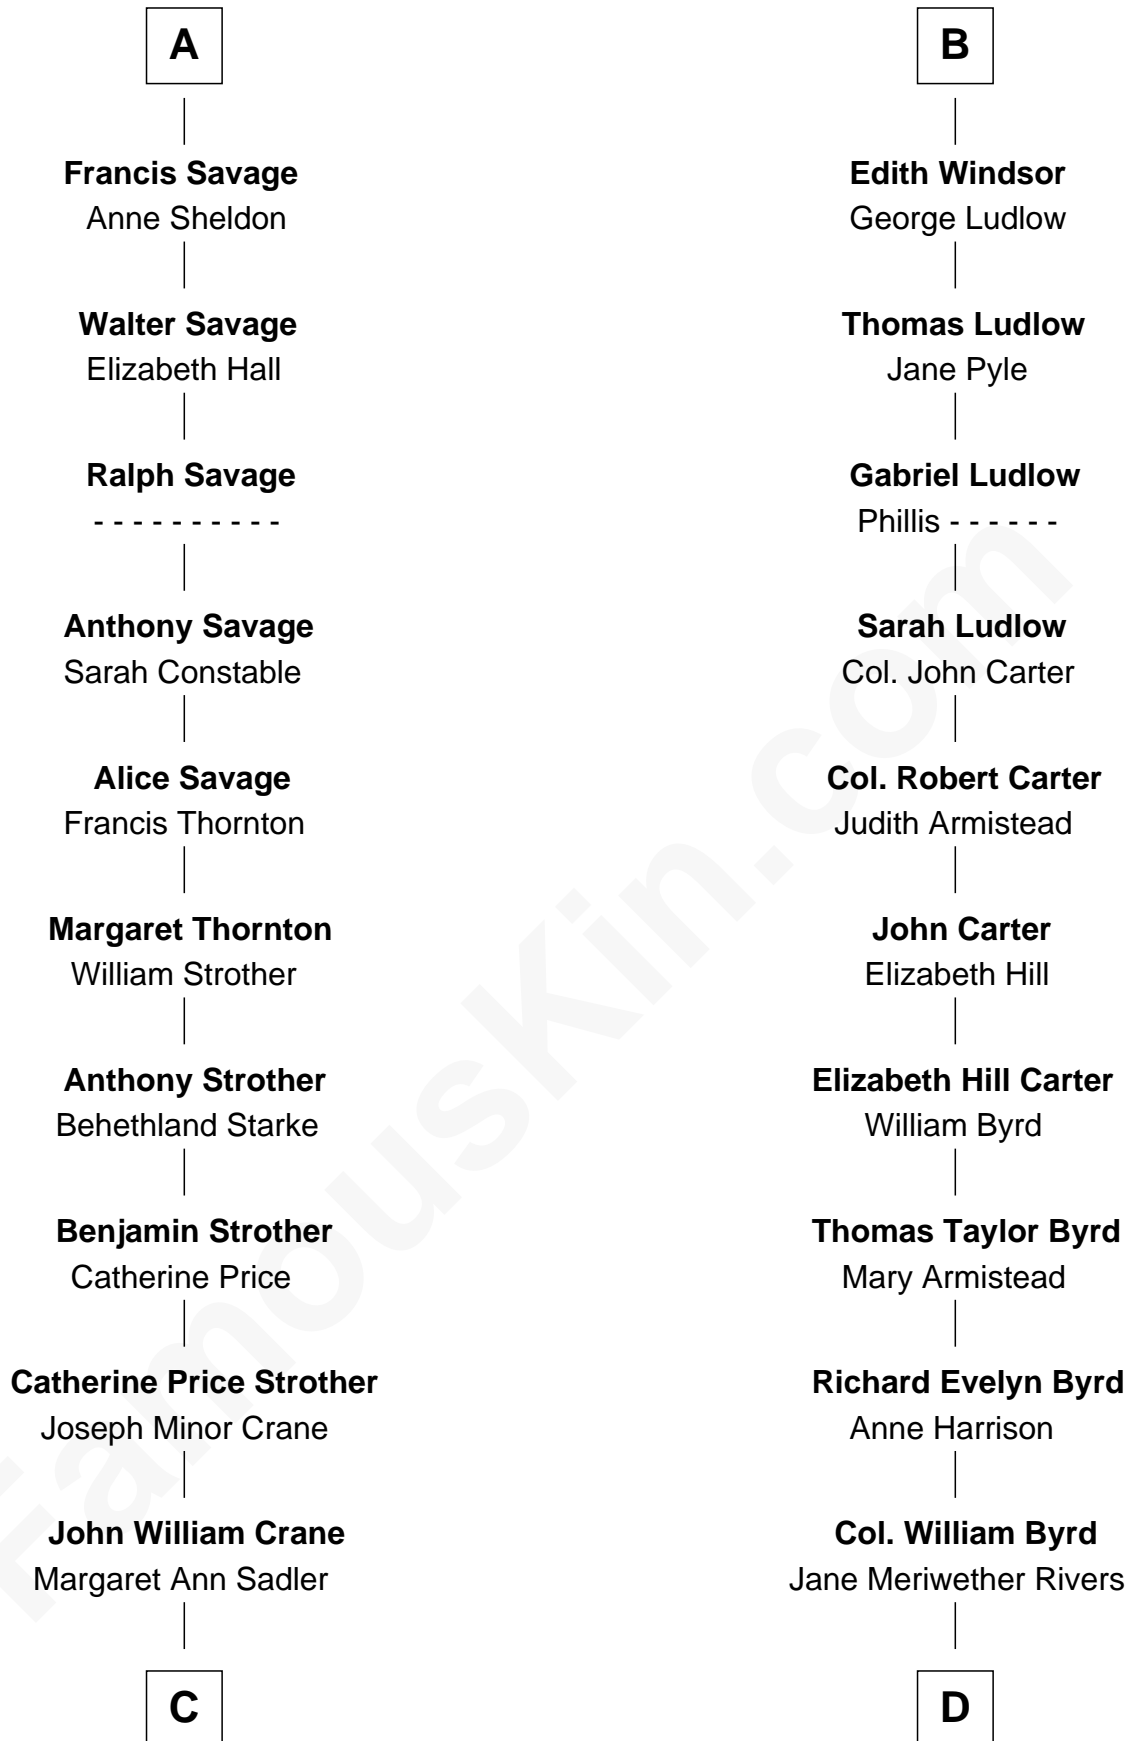 A
Francis Savage
Anne Sheldon
Walter Savage
Elizabeth Hall
Ralph Savage
- - - - - - - - - -
Anthony Savage
Sarah Constable
Alice Savage
Francis Thornton
Margaret Thornton
William Strother
Anthony Strother
Behethland Starke
Benjamin Strother
Catherine Price
Catherine Price Strother
Joseph Minor Crane
John William Crane
Margaret Ann Sadler
C
B
Edith Windsor
George Ludlow
Thomas Ludlow
Jane Pyle
Gabriel Ludlow
Phillis - - - - - -
Sarah Ludlow
Col. John Carter
Col. Robert Carter
Judith Armistead
John Carter
Elizabeth Hill
Elizabeth Hill Carter
William Byrd
Thomas Taylor Byrd
Mary Armistead
Richard Evelyn Byrd
Anne Harrison
Col. William Byrd
Jane Meriwether Rivers
D
FamousKin.com